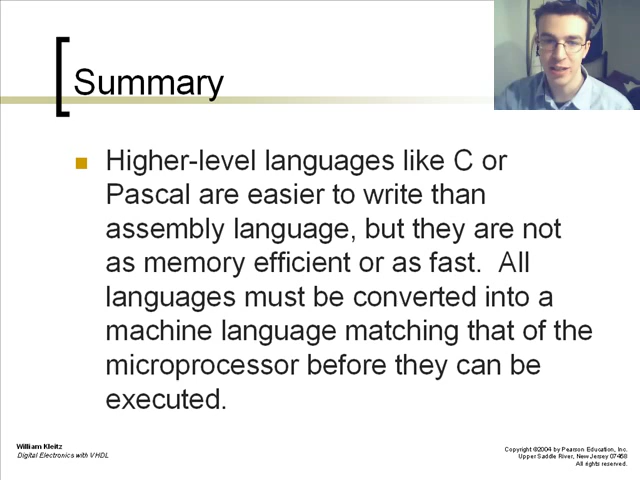 Summary
Higher-level languages like C or
Pascal are easier to write than
assembly language, but they are not
as memory efficient or as fast.  All
languages must be converted into a
machine language matching that of the
microprocessor before they can be
executed.
William Kleitz
Digital Electronics with VHDL
Copyright ©2004 by Pearson Education, Inc.
Upper Saddle River, New Jersey 07458
All rights reserved.